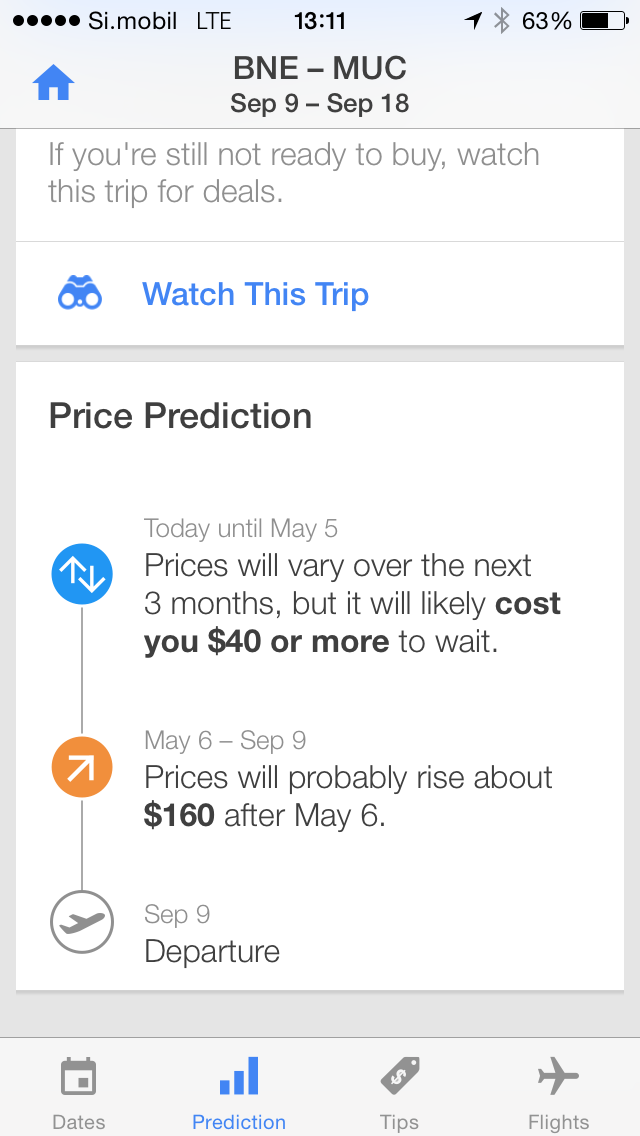 Si.mobil LTE 13:11 63%
BNE – MUC
Sep 9 – Sep 18
If you're still not ready to buy, watch
this trip for deals.
Watch This Trip
Price Prediction
Today until May 5
Prices will vary over the next
3 months, but it will likely cost
you $40 or more to wait.
May 6 – Sep 9
Prices will probably rise about
$160 after May 6.
Sep 9
Departure
Dates Prediction Tips Flights